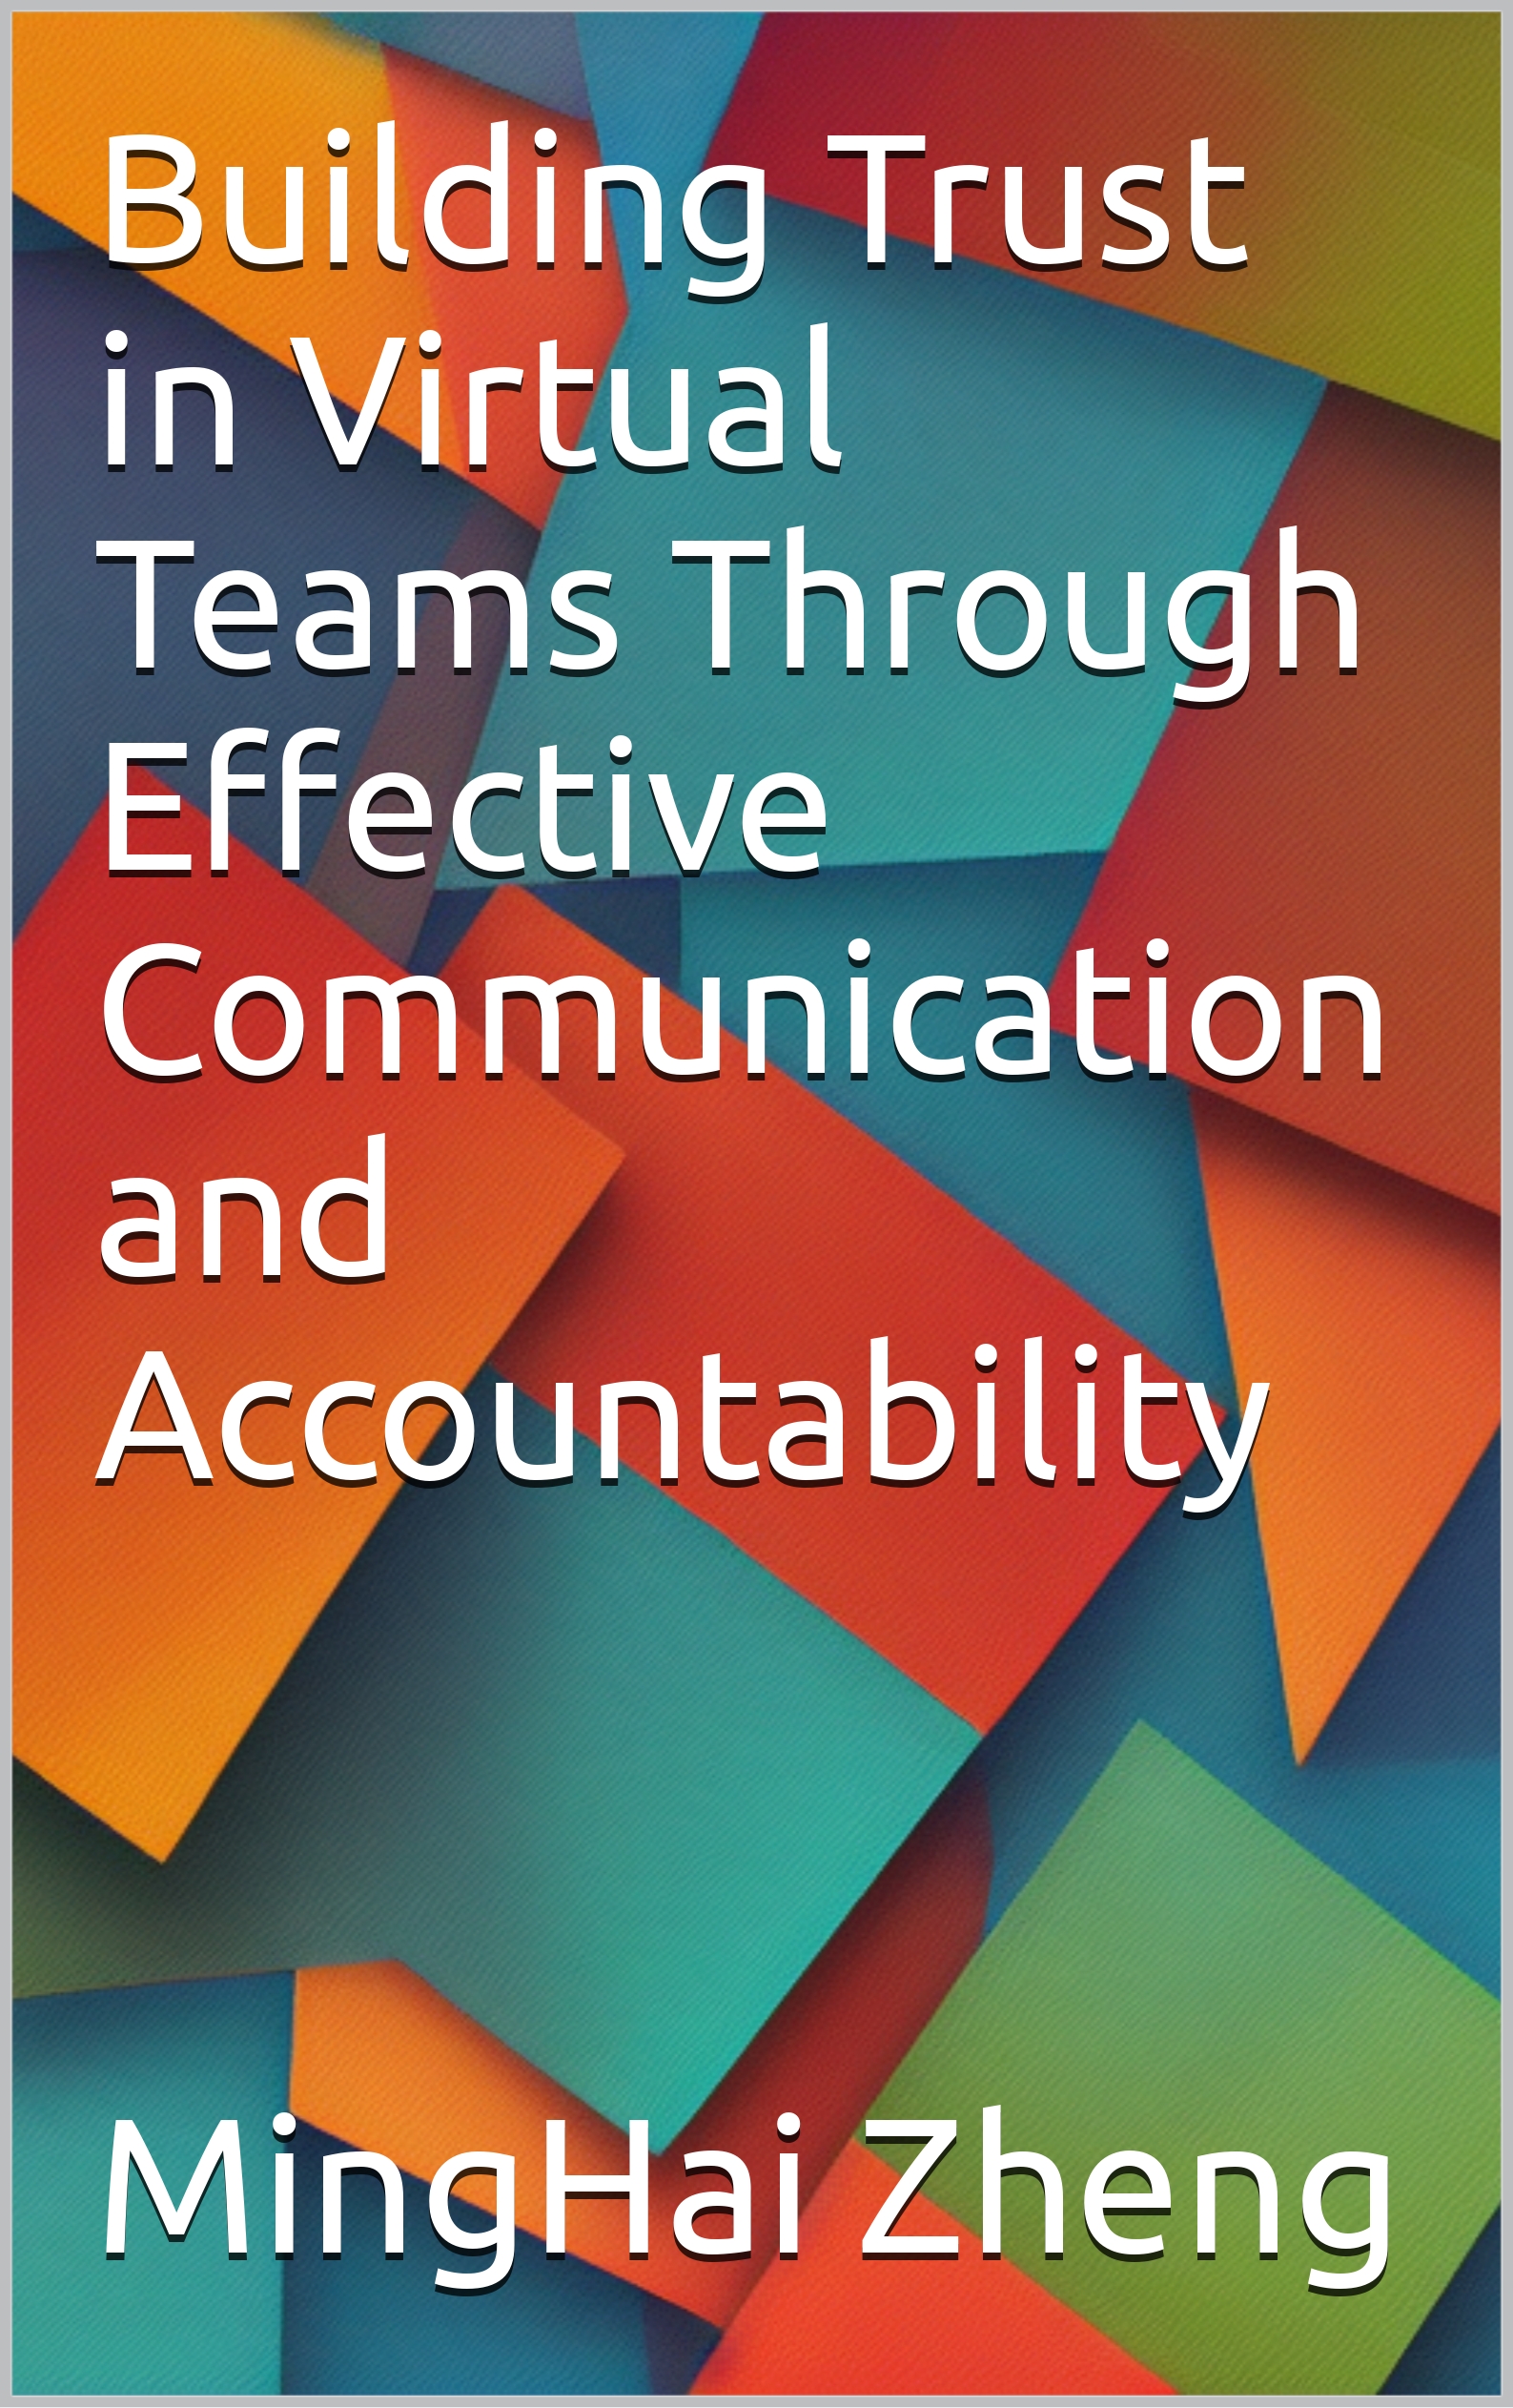 Building Trust
in Virtual
Teams Through
Effective
Communication
and
Accountability
MingHai Zheng